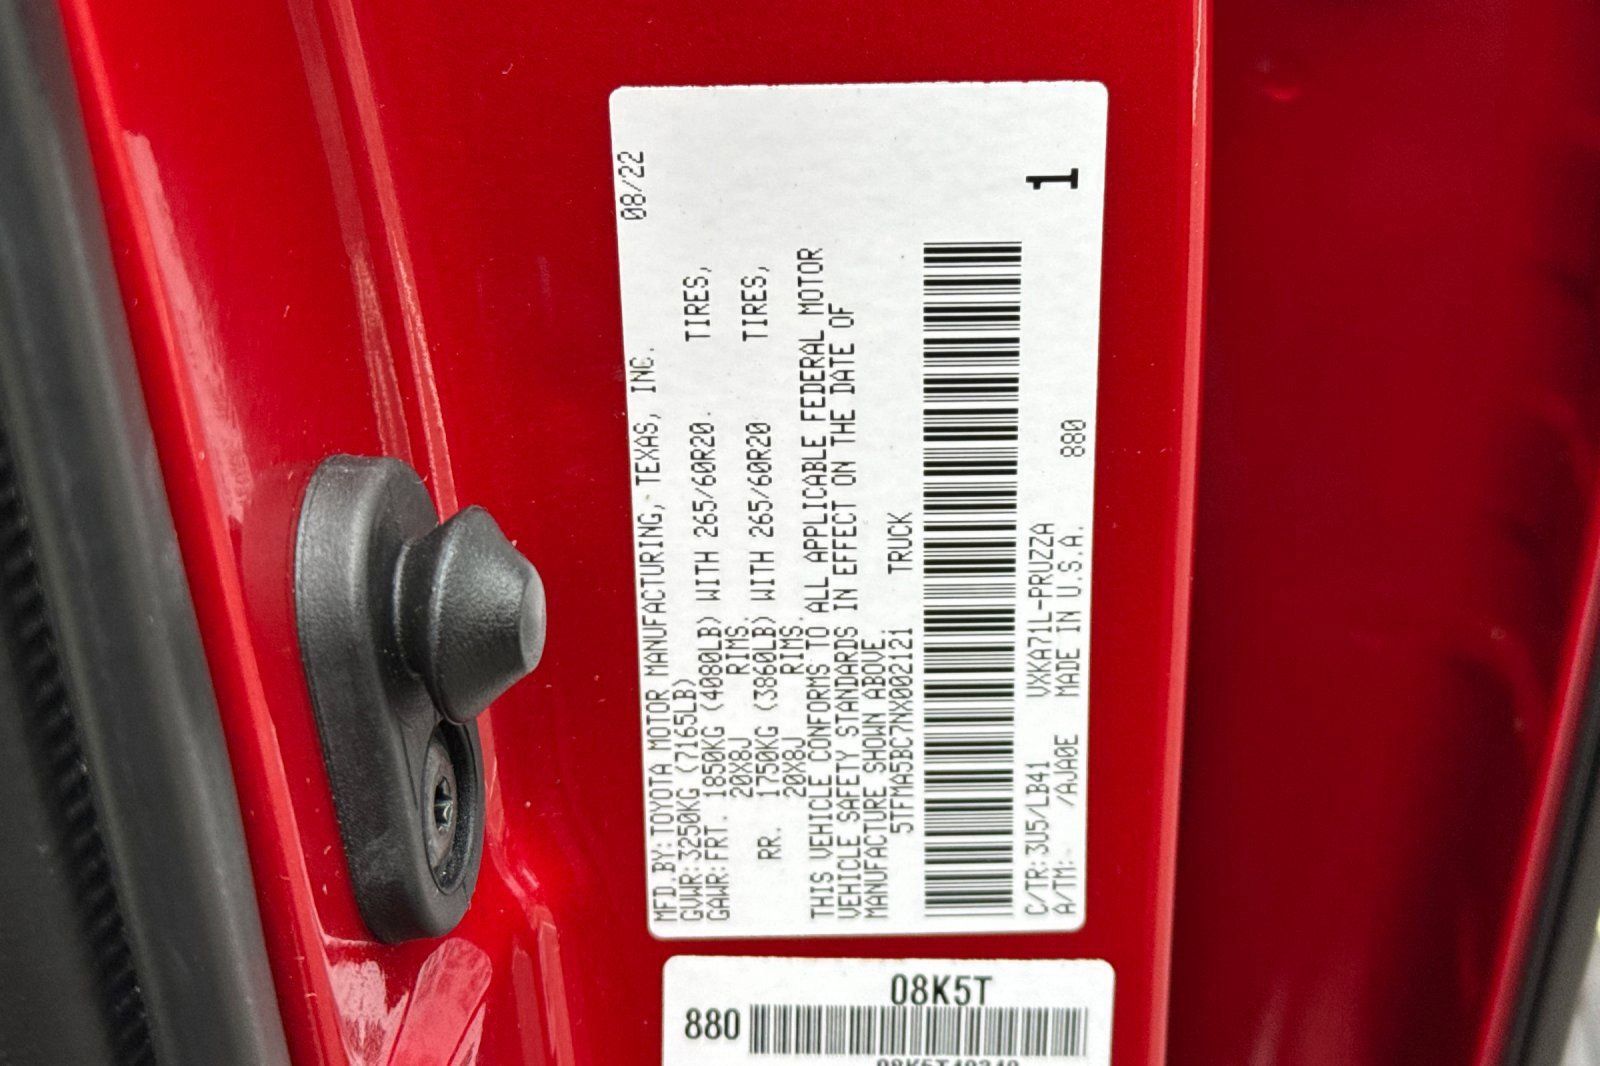 MFD.BY: TOYOTA MOTOR MANUFACTURING, TEXAS, INC. 08/22
GVWR: 3250KG (7165LB)
GAWR: FRT. 1850KG (4080LB) WITH 265/60R20. TIRES,
20X8J RIMS.
RR. 1750KG (3860LB) WITH 265/60R20 TIRES,
20X8J RIMS.
THIS VEHICLE CONFORMS TO ALL APPLICABLE FEDERAL MOTOR
VEHICLE SAFETY STANDARDS IN EFFECT ON THE DATE OF
MANUFACTURE SHOWN ABOVE.
5TFMA5BC7NX002121 TRUCK
1
C/TR: 3U5/LB41 VXKA71L-PRUZZA
A/TM: /AJA0E MADE IN U.S.A. 880
08K5T
880